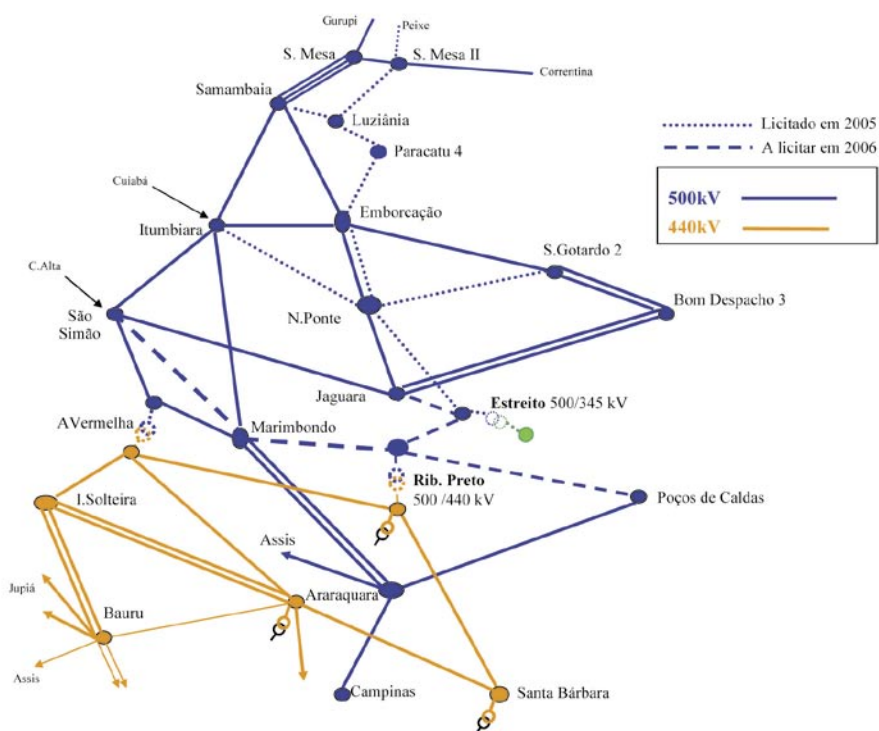 Gurupi
Peixe
S. Mesa
S. Mesa II
Correntina
Samambaia
Luziânia
Licitado em 2005
A licitar em 2006
Paracatu 4
Cuiabá
500kV
Emborcação
Itumbiara
440kV
S.Gotardo 2
C.Alta
N.Ponte
Bom Despacho 3
São
Simão
Jaguara
Estreito 500/345 kV
AVermelha
Marimbondo
Rib. Preto
500 /440 kV
I.Solteira
Poços de Caldas
Assis
Jupiá
Araraquara
Bauru
Assis
Campinas
Santa Bárbara